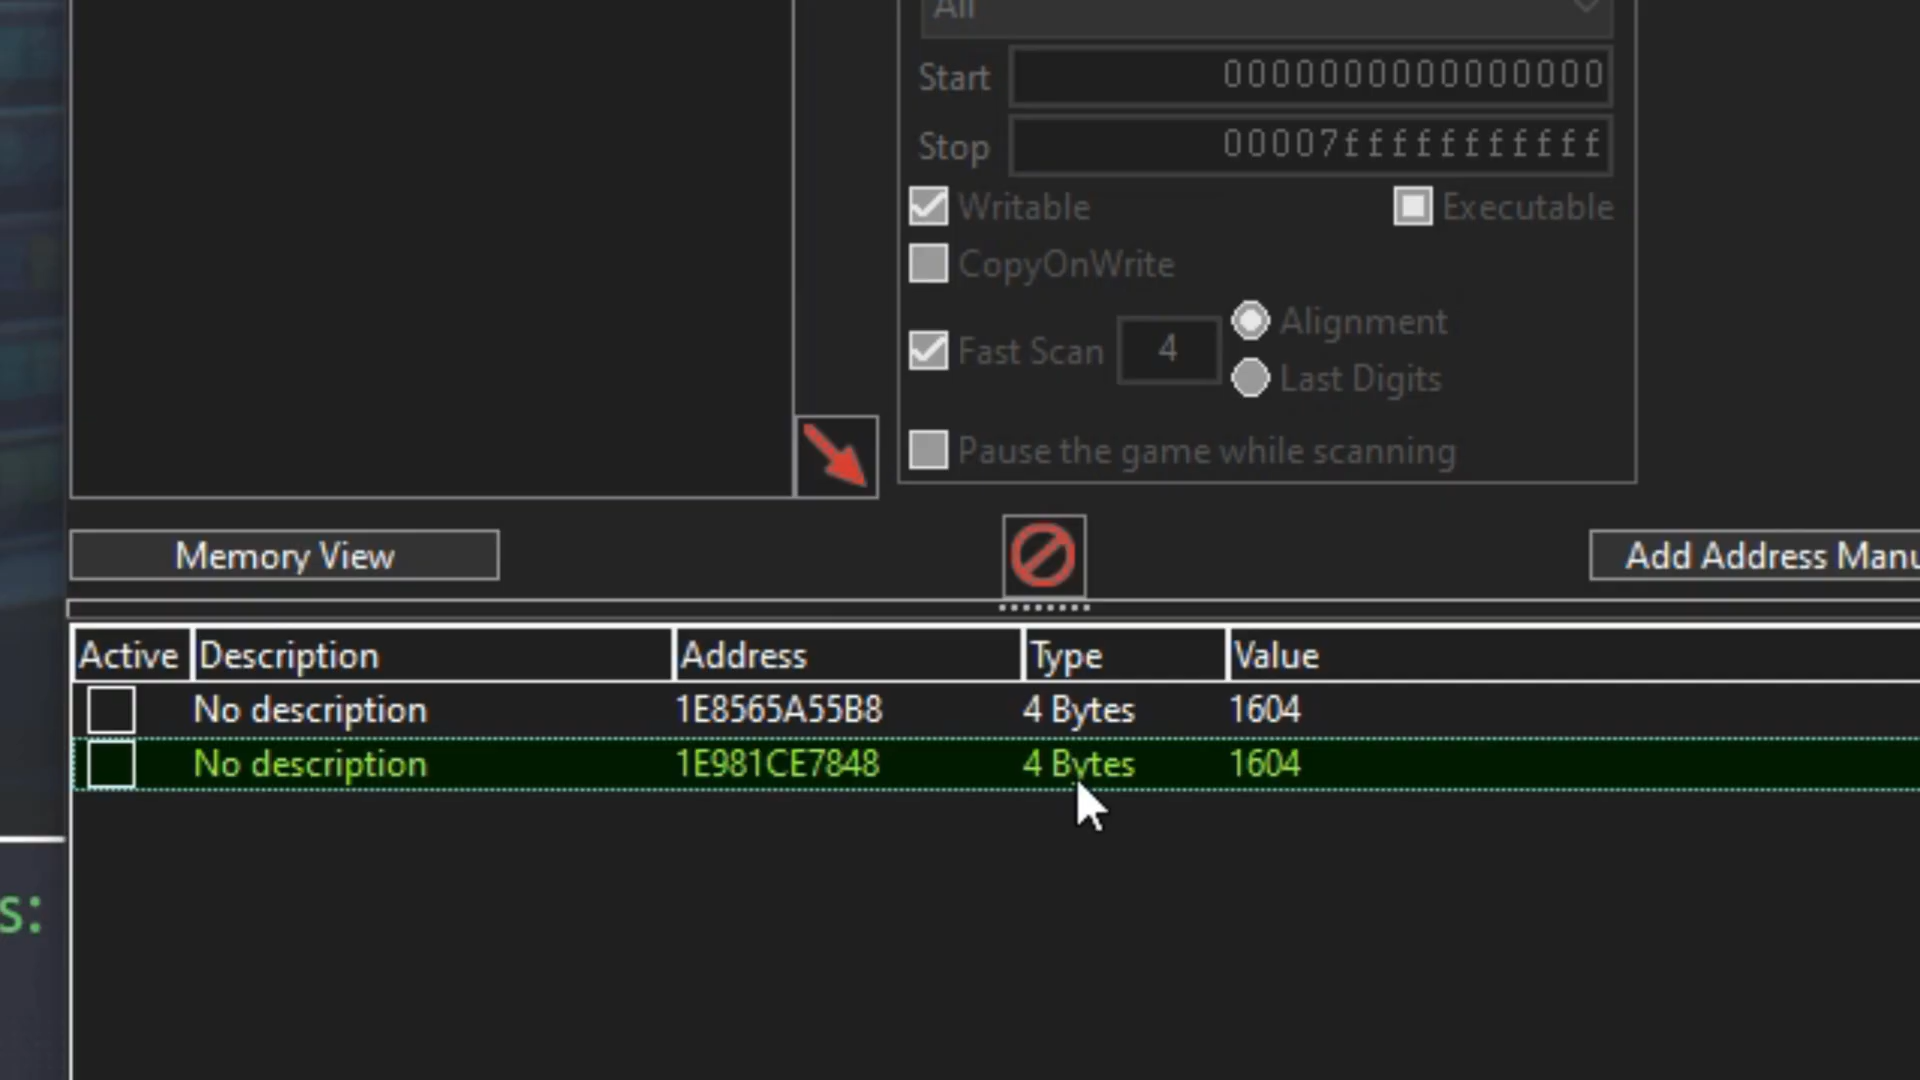 All
Start 0000000000000000
Stop 00007fffffffffff
Writable Executable
CopyOnWrite
Fast Scan 4 Alignment
Last Digits
Pause the game while scanning
Memory View Add Address Manu
Active Description Address Type Value
No description 1E8565A55B8 4 Bytes 1604
No description 1E981CE7848 4 Bytes 1604
s: